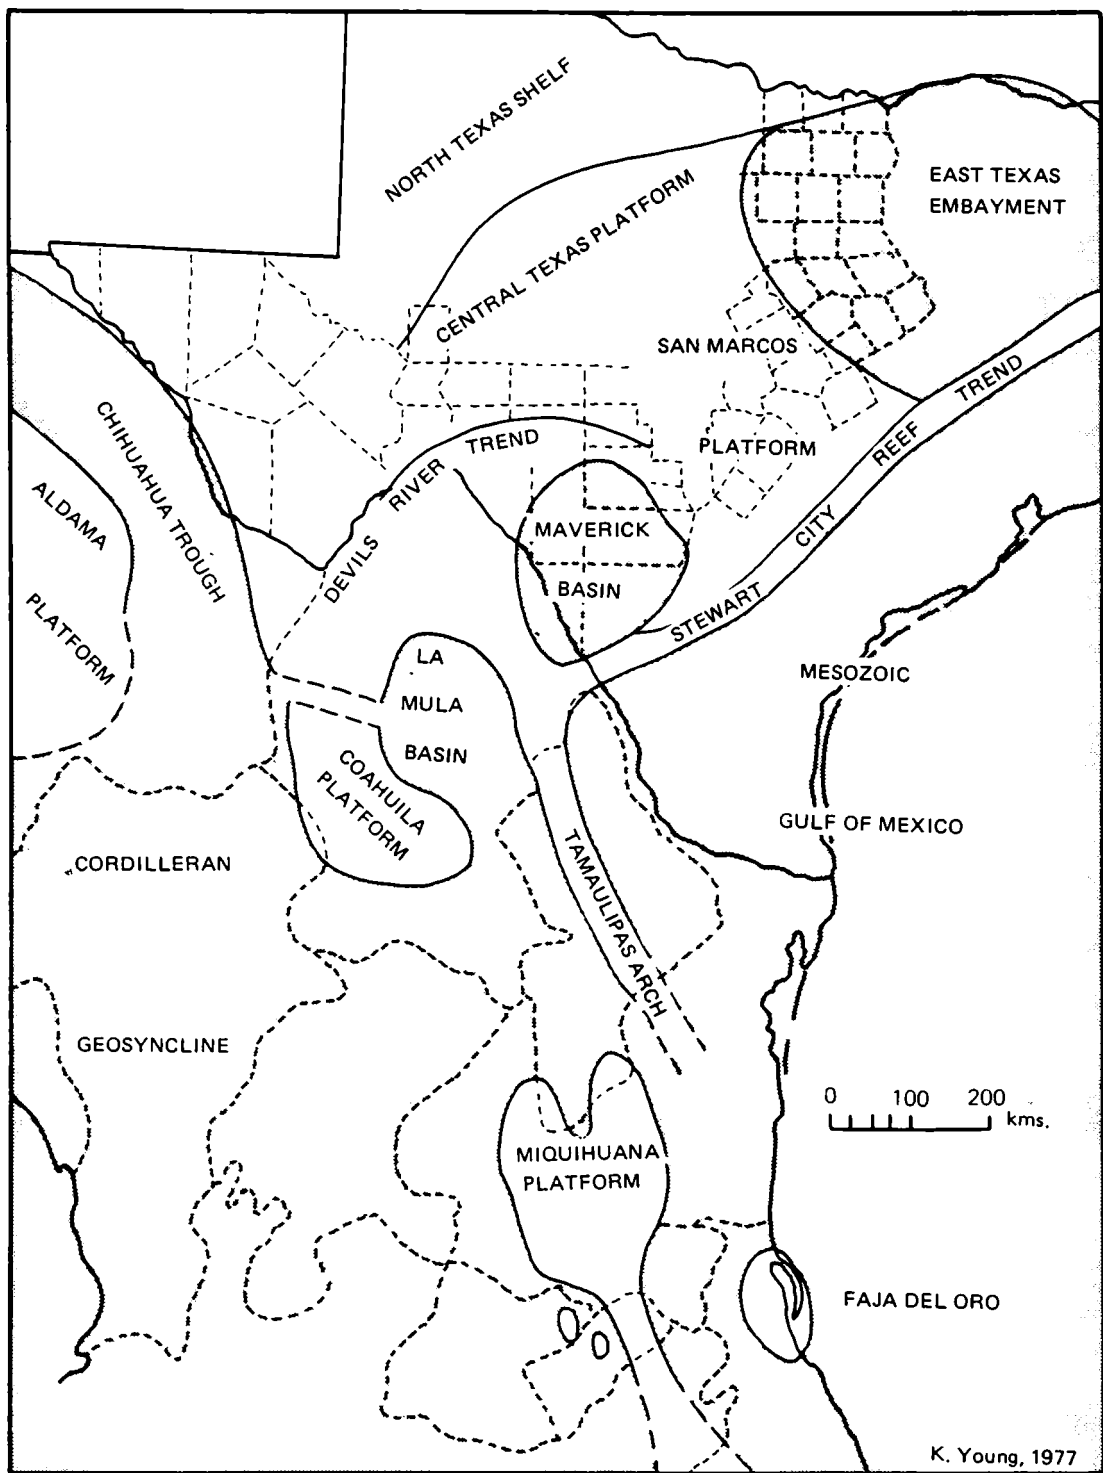 NORTH TEXAS SHELF
CENTRAL TEXAS PLATFORM
EAST TEXAS
EMBAYMENT
SAN MARCOS
PLATFORM
CHIHUAHUA TROUGH
ALDAMA
PLATFORM
DEVILS RIVER TREND
STEWART CITY REEF TREND
MAVERICK
BASIN
LA
MULA
BASIN
COAHUILA
PLATFORM
MESOZOIC
GULF OF MEXICO
CORDILLERAN
GEOSYNCLINE
TAMAULIPAS ARCH
0 100 200
kms.
MIQUIHUANA
PLATFORM
FAJA DEL ORO
K. Young, 1977